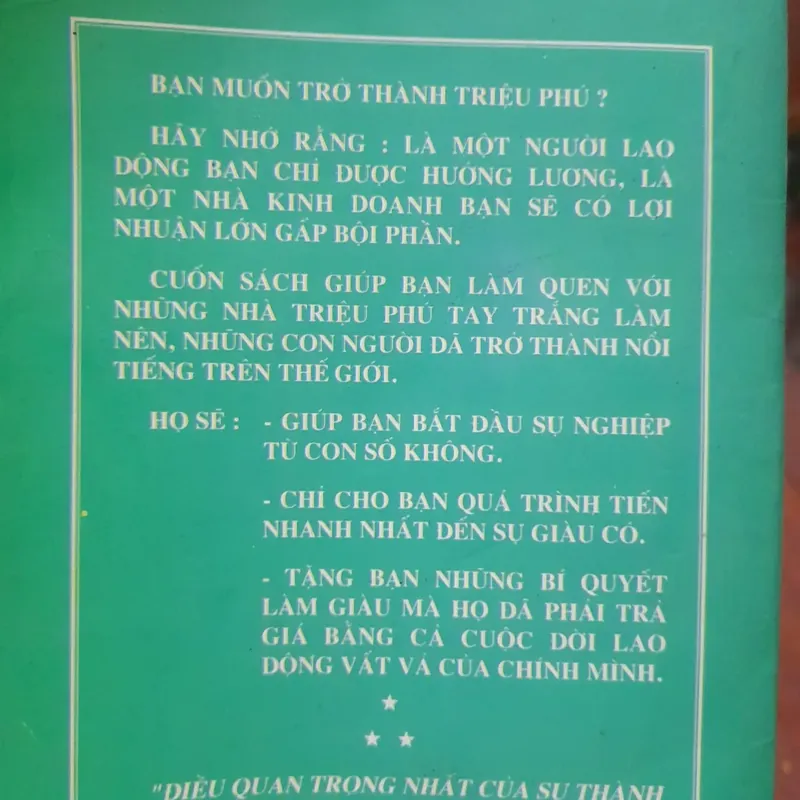 BẠN MUỐN TRỞ THÀNH TRIỆU PHÚ ?
HÃY NHỚ RẰNG : LÀ MỘT NGƯỜI LAO
ĐỘNG BẠN CHỈ ĐƯỢC HƯỞNG LƯƠNG, LÀ
MỘT NHÀ KINH DOANH BẠN SẼ CÓ LỢI
NHUẬN LỚN GẤP BỘI PHẦN.
CUỐN SÁCH GIÚP BẠN LÀM QUEN VỚI
NHỮNG NHÀ TRIỆU PHÚ TAY TRẮNG LÀM
NÊN, NHỮNG CON NGƯỜI ĐÃ TRỞ THÀNH NỔI
TIẾNG TRÊN THẾ GIỚI.
HỌ SẼ : - GIÚP BẠN BẮT ĐẦU SỰ NGHIỆP
TỪ CON SỐ KHÔNG.
- CHỈ CHO BẠN QUÁ TRÌNH TIẾN
NHANH NHẤT ĐẾN SỰ GIÀU CÓ.
- TẶNG BẠN NHỮNG BÍ QUYẾT
LÀM GIÀU MÀ HỌ ĐÃ PHẢI TRẢ
GIÁ BẰNG CẢ CUỘC ĐỜI LAO
ĐỘNG VẤT VẢ CỦA CHÍNH MÌNH.
"ĐIỀU QUAN TRỌNG NHẤT CỦA SỰ THÀNH